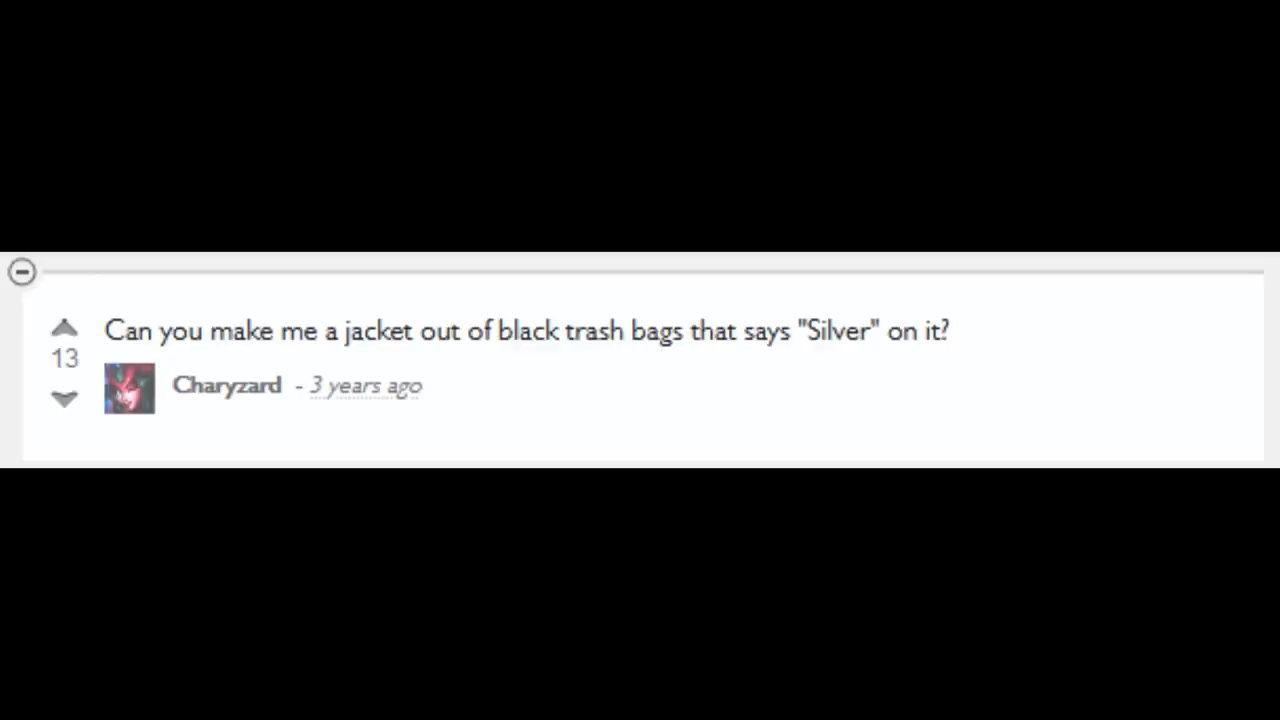 Can you make me a jacket out of black trash bags that says "Silver" on it?
13
Charyzard - 3 years ago